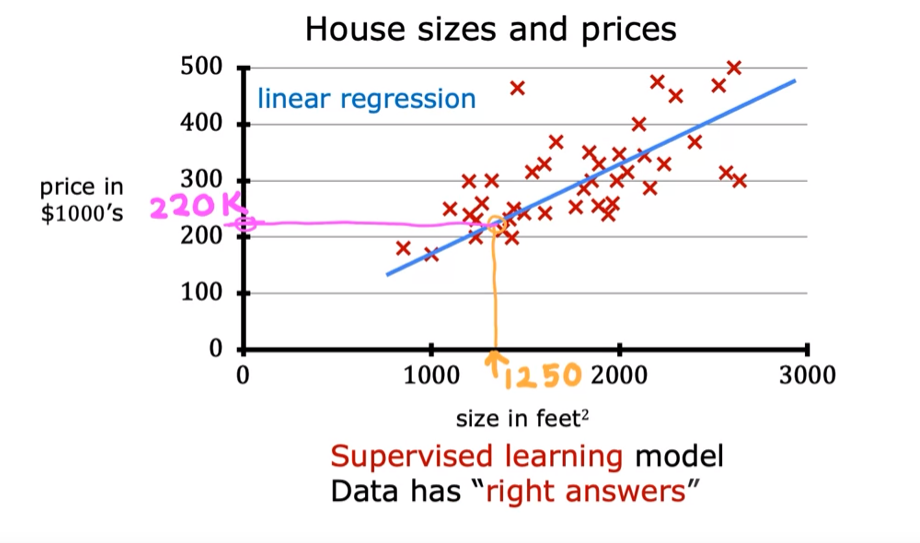 House sizes and prices
500
linear regression
400
300
price in
$1000's
220K
200
100
0
0
1000
1250
2000
3000
size in feet²
Supervised learning model
Data has “right answers”